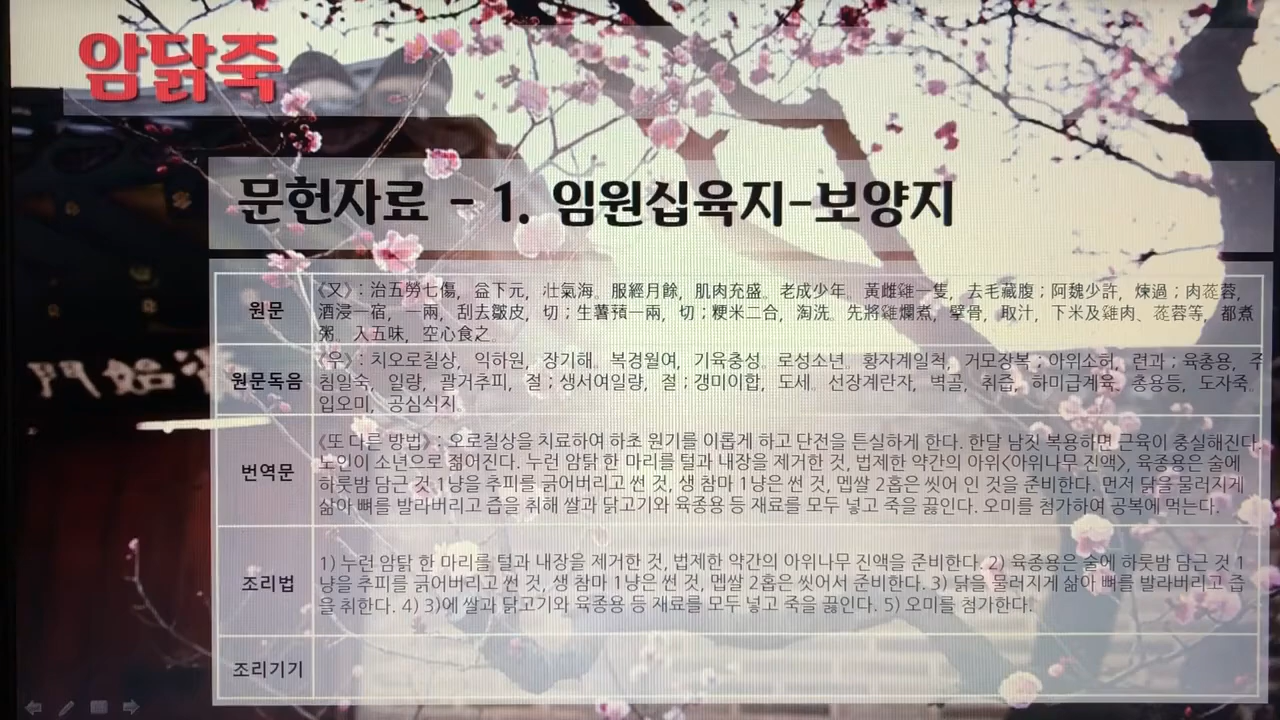 암닭죽
문헌자료 - 1. 임원십육지-보양지
원문
《又》: 治五勞七傷, 益下元, 壯氣海。服經月餘, 肌肉充盛。老成少年。黃雌雞一隻, 去毛藏腹 ; 阿魏少許, 煉過 ; 肉蓯蓉,
酒浸一宿, 一兩, 刮去皺皮, 切 ; 生薯蕷一兩, 切 ; 粳米二合, 淘洗。先將雞爛煮, 擘骨, 取汁, 下米及雞肉、蓯蓉等, 都煮
粥。入五味, 空心食之。
원문독음
《우》: 치오로칠상, 익하원, 장기해。복경월여, 기육충성。로성소년。황자계일척, 거모장복 ; 아위소허, 련과 ; 육총용, 주
침일숙, 일량, 괄거추피, 절 ; 생서여일량, 절 ; 갱미이합, 도세。선장계란자, 벽골, 취즙, 하미급계육、총용등, 도자죽。
입오미, 공심식지。
번역문
《또 다른 방법》: 오로칠상을 치료하여 하초 원기를 이롭게 하고 단전을 튼실하게 한다. 한달 남짓 복용하면 근육이 충실해진다.
노인이 소년으로 젊어진다. 누런 암탉 한 마리를 털과 내장을 제거한 것, 법제한 약간의 아위<아위나무 진액>, 육종용은 술에
하룻밤 담근 것 1냥을 추피를 긁어버리고 썬 것, 생 참마 1냥은 썬 것, 멥쌀 2홉은 씻어 인 것을 준비한다. 먼저 닭을 물러지게
삶아 뼈를 발라버리고 즙을 취해 쌀과 닭고기와 육종용 등 재료를 모두 넣고 죽을 끓인다. 오미를 첨가하여 공복에 먹는다.
조리법
1) 누런 암탉 한 마리를 털과 내장을 제거한 것, 법제한 약간의 아위나무 진액을 준비한다. 2) 육종용은 술에 하룻밤 담근 것 1
냥을 추피를 긁어버리고 썬 것, 생 참마 1냥은 썬 것, 멥쌀 2홉은 씻어서 준비한다. 3) 닭을 물러지게 삶아 뼈를 발라버리고 즙
을 취한다. 4) 3)에 쌀과 닭고기와 육종용 등 재료를 모두 넣고 죽을 끓인다. 5) 오미를 첨가한다.
조리기기
門始